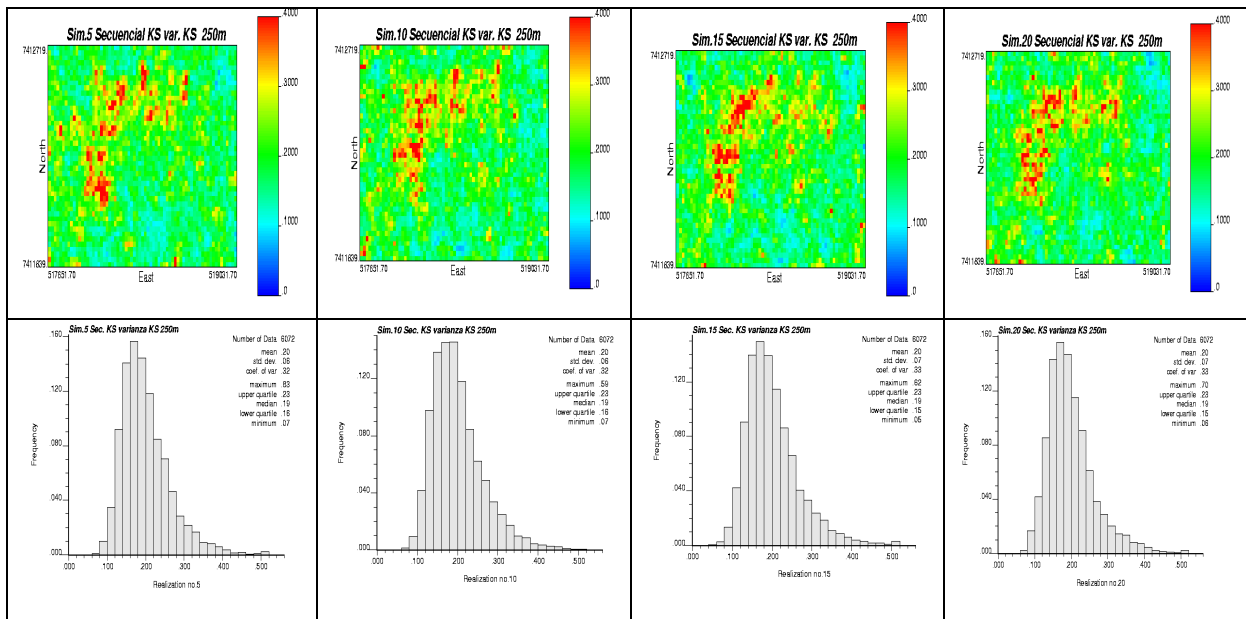 Sim.5 Secuencial KS var. KS 250m
7412719.
North
7411639
517631.70
East
519031.70
.4000
.3000
.2000
.1000
.0
Sim.10 Secuencial KS var. KS 250m
7412719.
North
7411639
517631.70
East
519031.70
.4000
.3000
.2000
.1000
.0
Sim.15 Secuencial KS var. KS 250m
7412719.
North
7411639
517631.70
East
519031.70
.4000
.3000
.2000
.1000
.0
Sim.20 Secuencial KS var. KS 250m
7412719.
North
7411639
517631.70
East
519031.70
.4000
.3000
.2000
.1000
.0
Sim.5 Sec. KS varianza KS 250m
Frequency
.160
.120
.080
.040
.000
.000 .100 .200 .300 .400 .500
Realization no.5
Number of Data 6072
mean .20
std. dev. .06
coef. of var .32
maximum .63
upper quartile .23
median .19
lower quartile .16
minimum .07
Sim.10 Sec. KS varianza KS 250m
Frequency
.120
.080
.040
.000
.000 .100 .200 .300 .400 .500
Realization no.10
Number of Data 6072
mean .20
std. dev. .06
coef. of var .32
maximum .59
upper quartile .23
median .19
lower quartile .16
minimum .07
Sim.15 Sec. KS varianza KS 250m
Frequency
.120
.080
.040
.000
.000 .100 .200 .300 .400 .500
Realization no.15
Number of Data 6072
mean .20
std. dev. .07
coef. of var .33
maximum .62
upper quartile .23
median .19
lower quartile .15
minimum .05
Sim.20 Sec. KS varianza KS 250m
Frequency
.160
.120
.080
.040
.000
.000 .100 .200 .300 .400 .500
Realization no.20
Number of Data 6072
mean .20
std. dev. .07
coef. of var .33
maximum .70
upper quartile .23
median .19
lower quartile .15
minimum .06